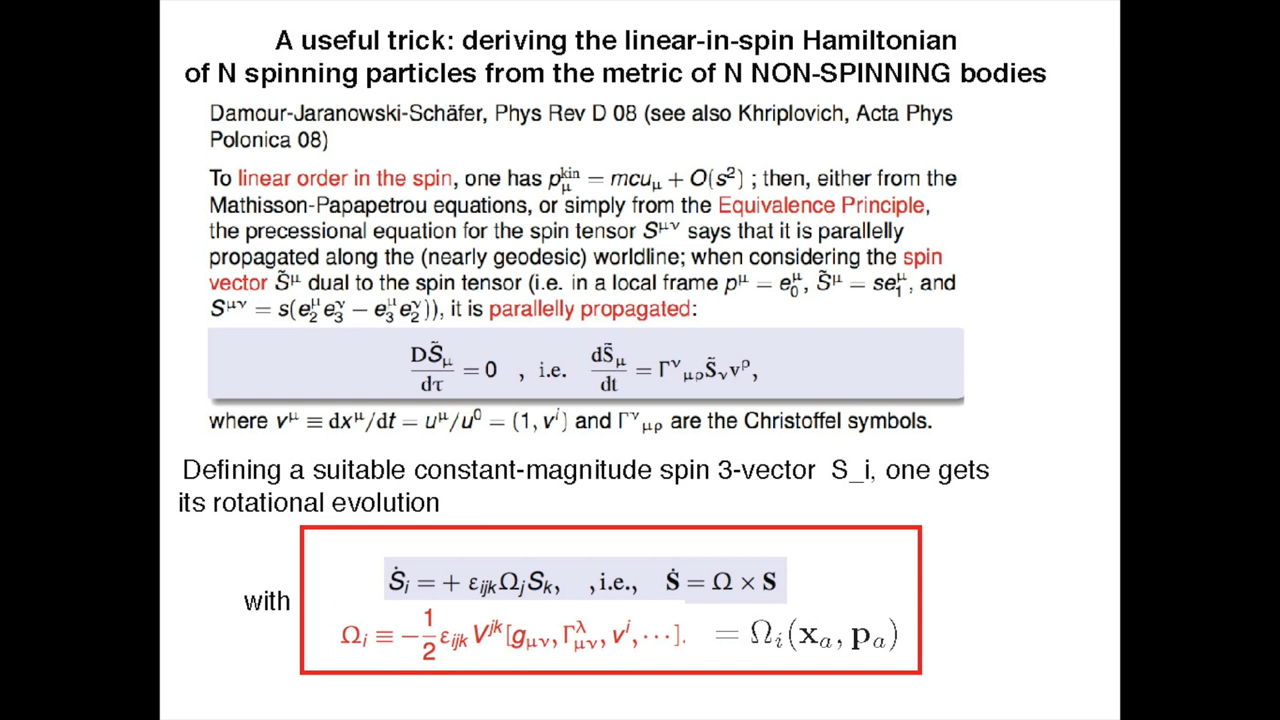 A useful trick: deriving the linear-in-spin Hamiltonian
of N spinning particles from the metric of N NON-SPINNING bodies
Damour-Jaranowski-Schäfer, Phys Rev D 08 (see also Khriplovich, Acta Phys
Polonica 08)
To linear order in the spin, one has p^kin_μ = mcu_μ + O(s²) ; then, either from the
Mathisson-Papapetrou equations, or simply from the Equivalence Principle,
the precessional equation for the spin tensor S^μν says that it is parallely
propagated along the (nearly geodesic) worldline; when considering the spin
vector S̃^μ dual to the spin tensor (i.e. in a local frame p^μ = e^μ_0, S̃^μ = se^μ_1, and
S^μν = s(e^μ_2 e^ν_3 − e^μ_3 e^ν_2)), it is parallely propagated:
DS̃_μ/dτ = 0 , i.e. dS̃_μ/dt = Γ^ν_μρ S̃_ν v^ρ,
where v^μ ≡ dx^μ/dt = u^μ/u^0 = (1, v^i) and Γ^ν_μρ are the Christoffel symbols.
Defining a suitable constant-magnitude spin 3-vector S_i, one gets
its rotational evolution
Ṡ_i = + ε_ijk Ω_j S_k, , i.e., Ṡ = Ω × S
with
Ω_i ≡ −1/2 ε_ijk V^jk[g_μν, Γ^λ_μν, v^i, ⋯]. = Ω_i(x_a, p_a)